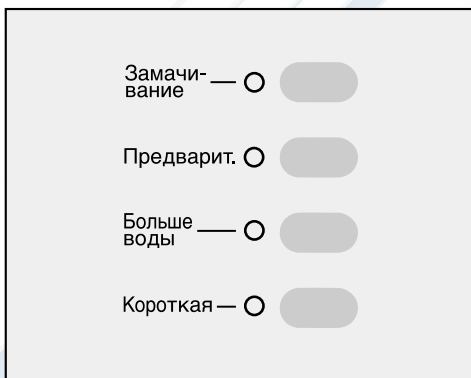 Замачи-
вание
Предварит.
Больше
воды
Короткая